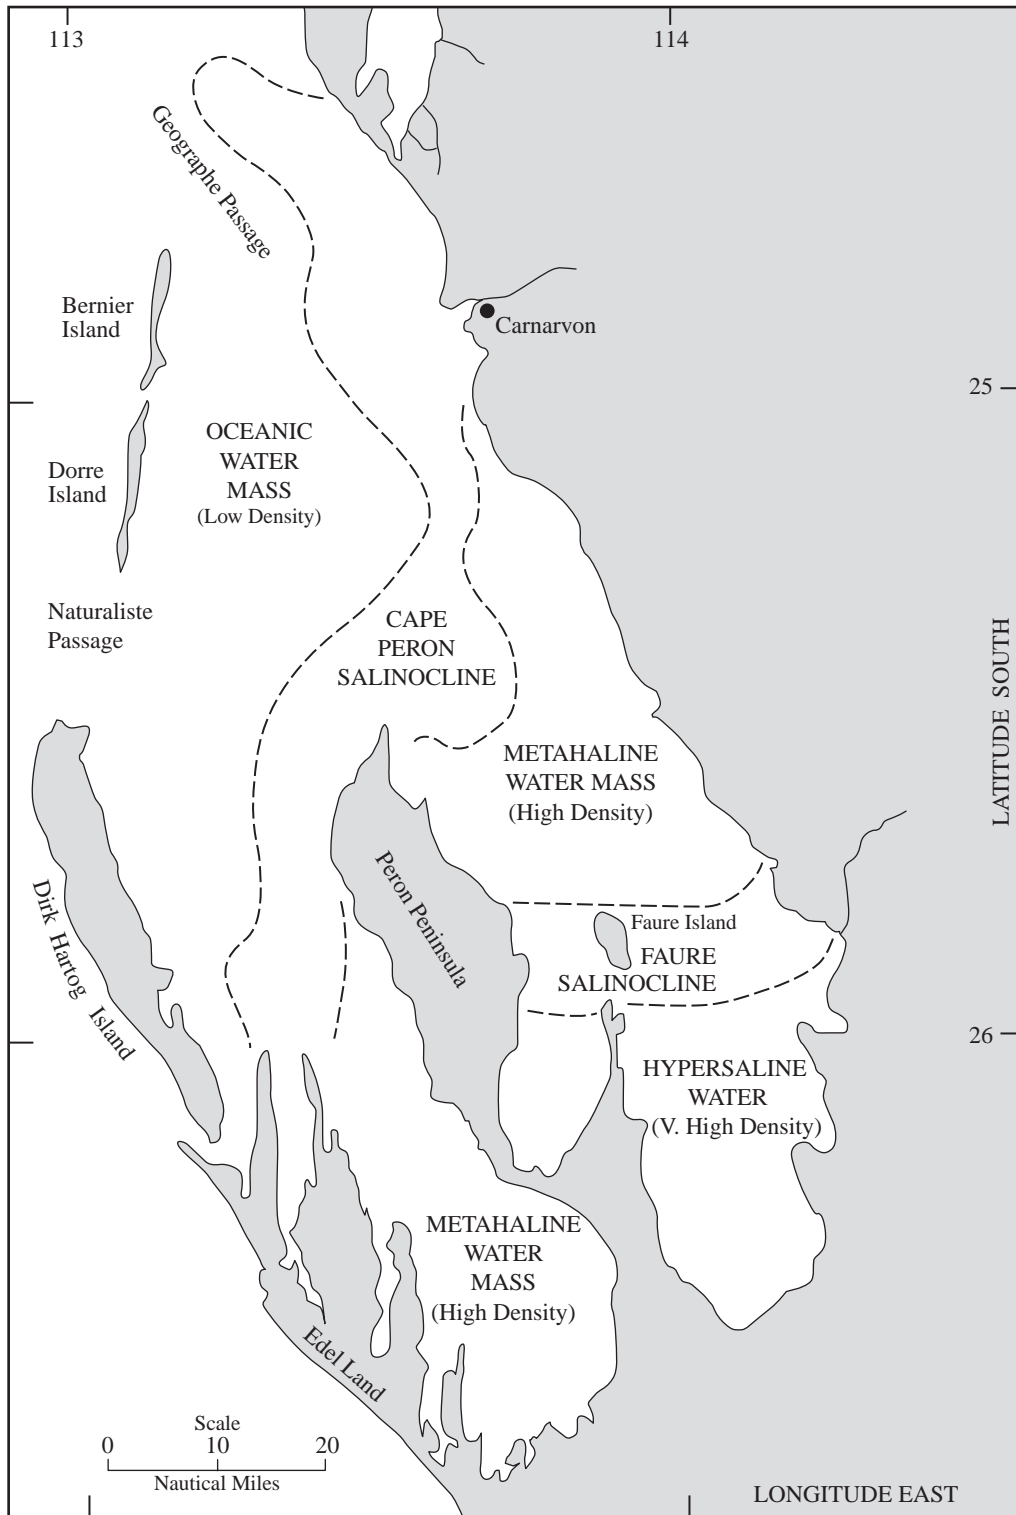 113
114
Geographe Passage
Bernier
Island
Carnarvon
25
OCEANIC
WATER
MASS
(Low Density)
Dorre
Island
Naturaliste
Passage
CAPE
PERON
SALINOCLINE
LATITUDE SOUTH
METAHALINE
WATER MASS
(High Density)
Peron Peninsula
Dirk Hartog Island
Faure Island
FAURE
SALINOCLINE
26
HYPERSALINE
WATER
(V. High Density)
METAHALINE
WATER
MASS
(High Density)
Edel Land
Scale
0 10 20
Nautical Miles
LONGITUDE EAST